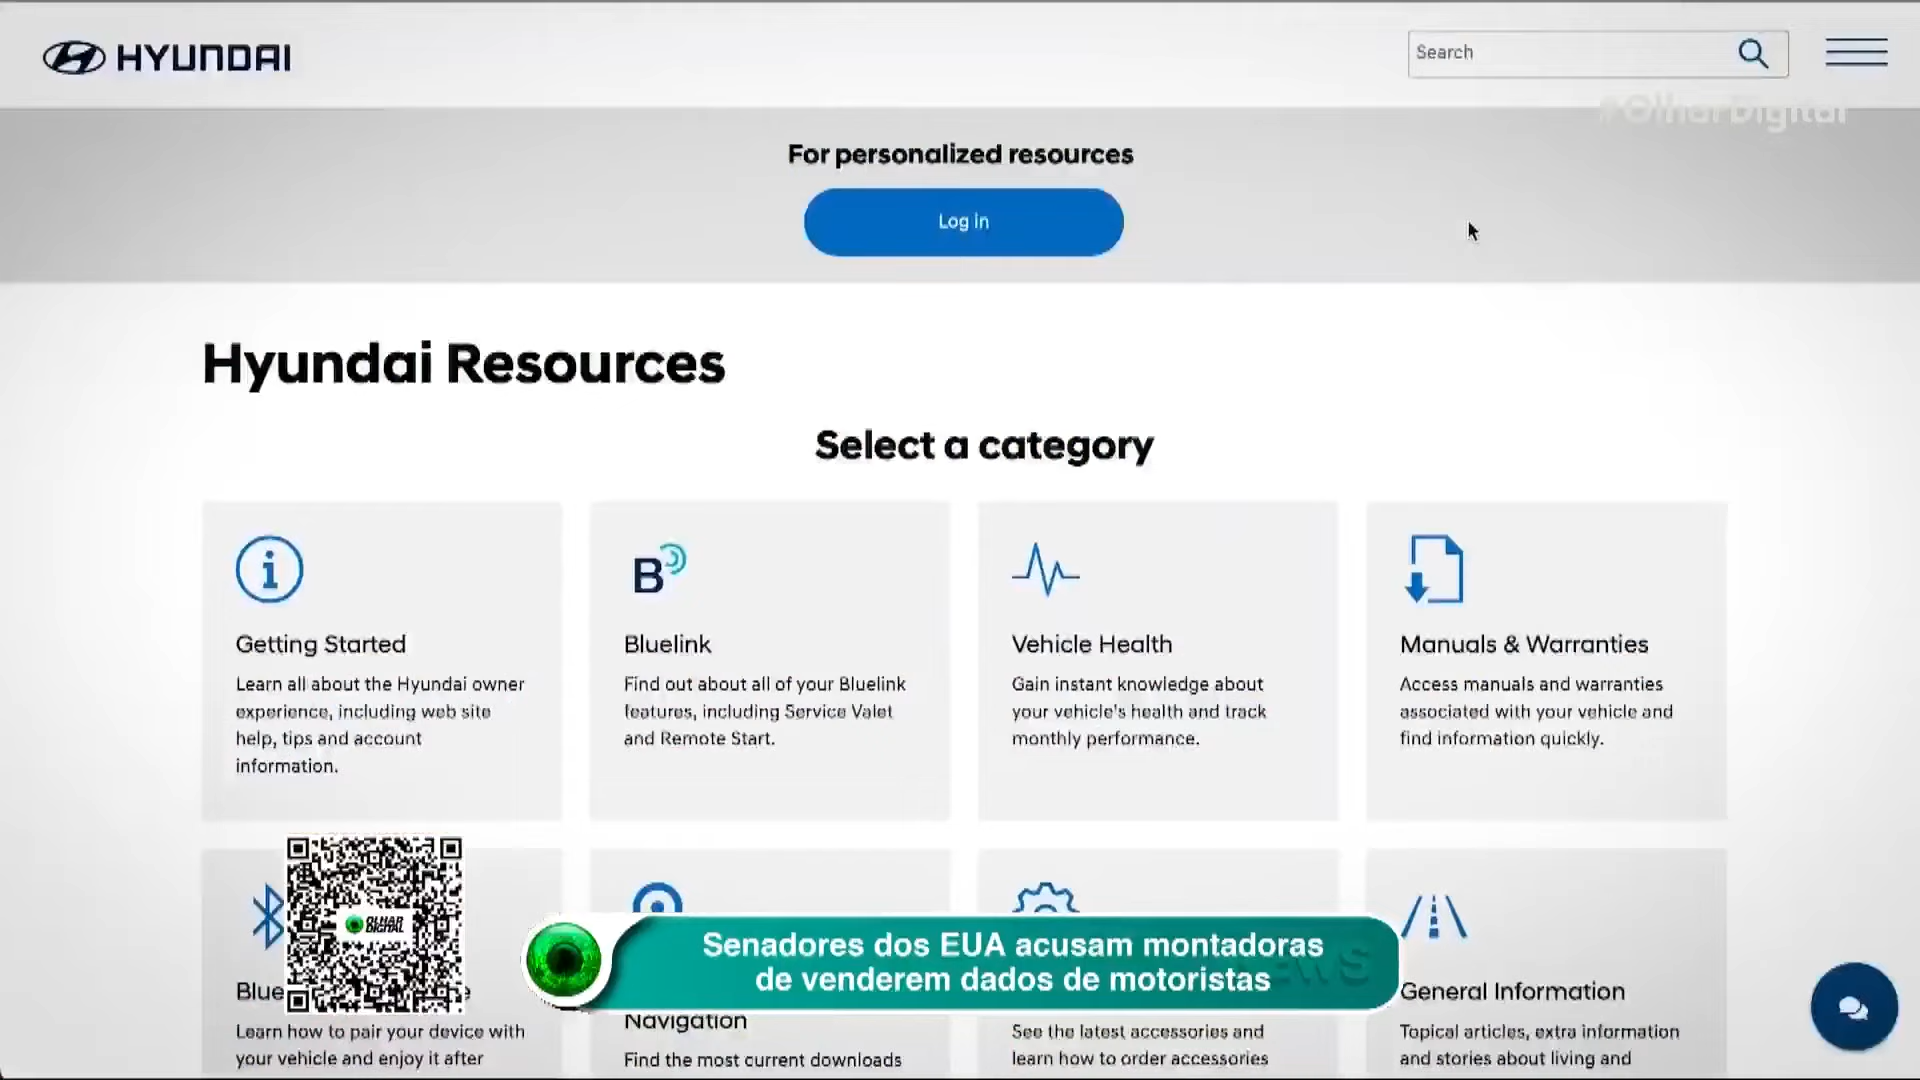 HYUNDAI
Search
#OlharDigital
For personalized resources
Log in
Hyundai Resources
Select a category
Getting Started
Learn all about the Hyundai owner
experience, including web site
help, tips and account
information.
Bluelink
Find out about all of your Bluelink
features, including Service Valet
and Remote Start.
Vehicle Health
Gain instant knowledge about
your vehicle's health and track
monthly performance.
Manuals & Warranties
Access manuals and warranties
associated with your vehicle and
find information quickly.
OLHAR
DIGITAL
Learn how to pair your device with
your vehicle and enjoy it after
Navigation
Find the most current downloads
Senadores dos EUA acusam montadoras
de venderem dados de motoristas
See the latest accessories and
learn how to order accessories
General Information
Topical articles, extra information
and stories about living and